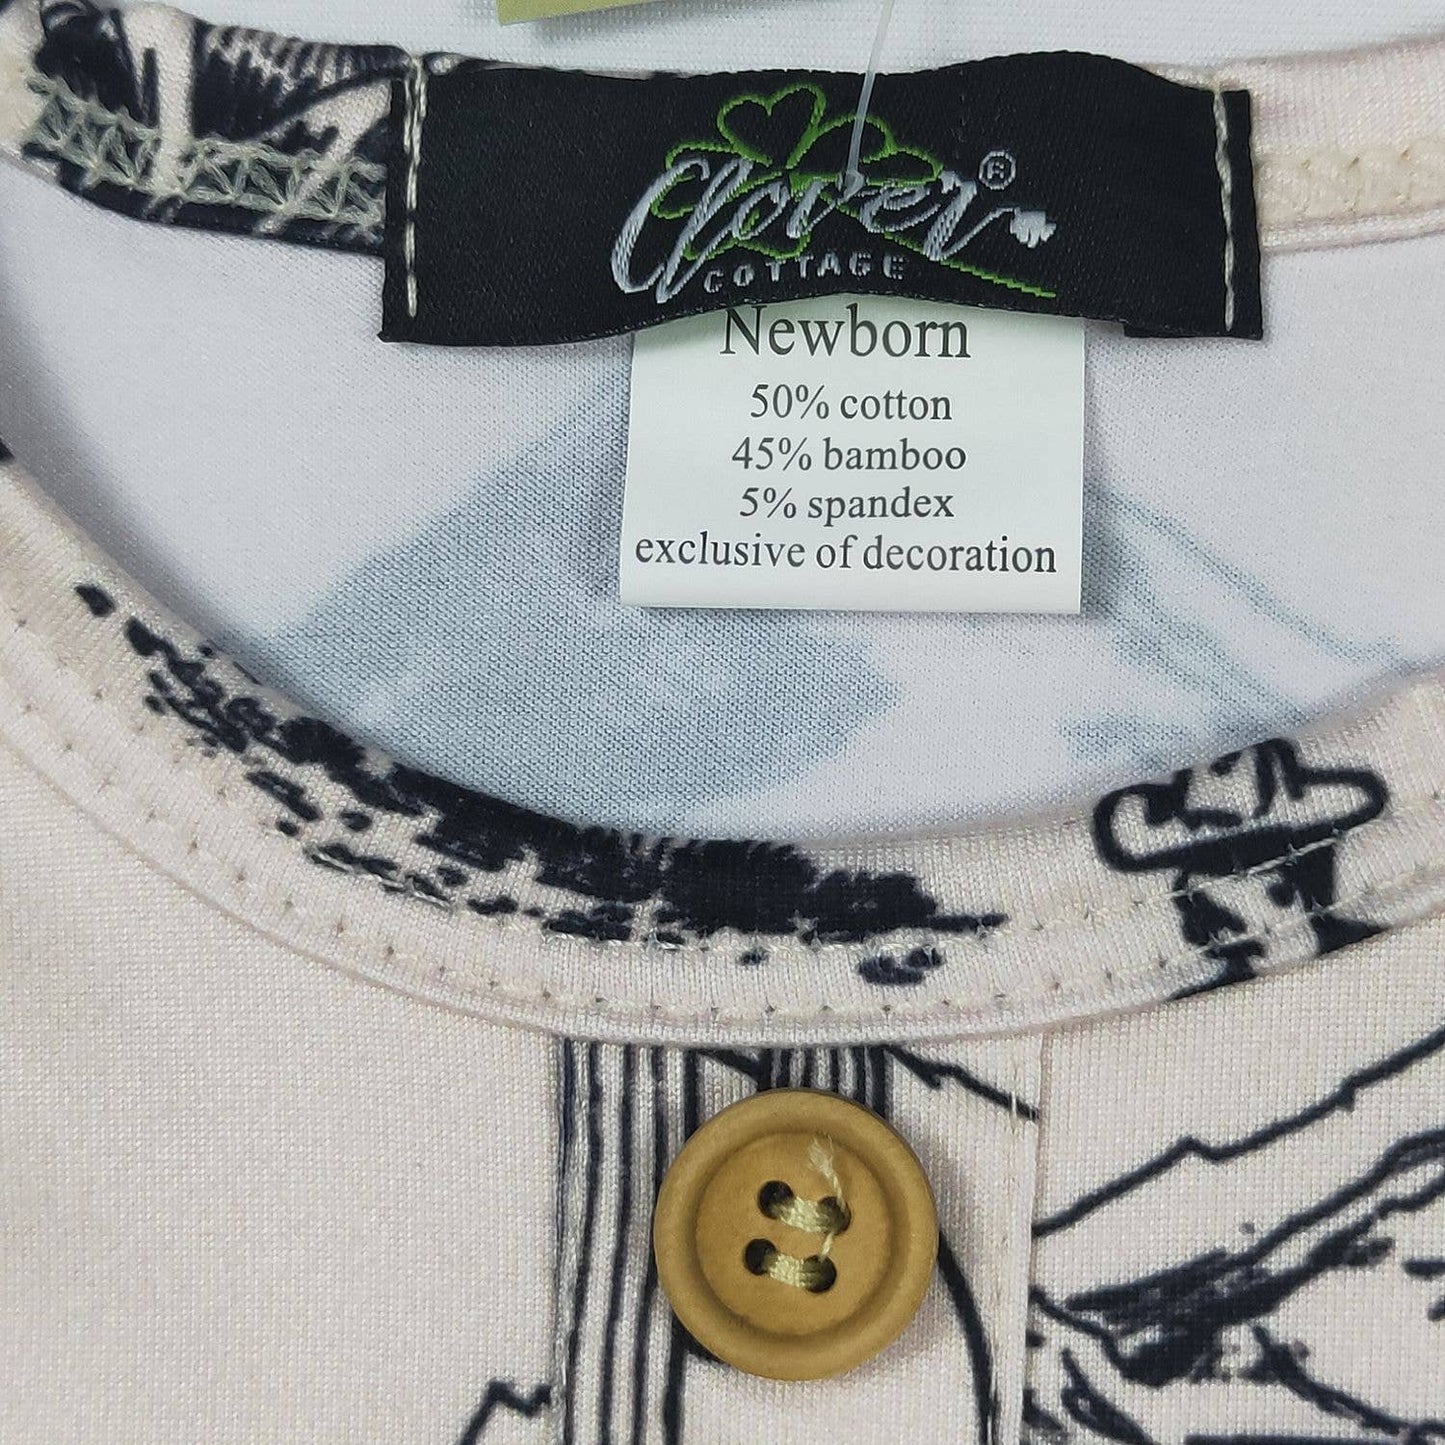 Clover®
COTTAGE
Newborn
50% cotton
45% bamboo
5% spandex
exclusive of decoration